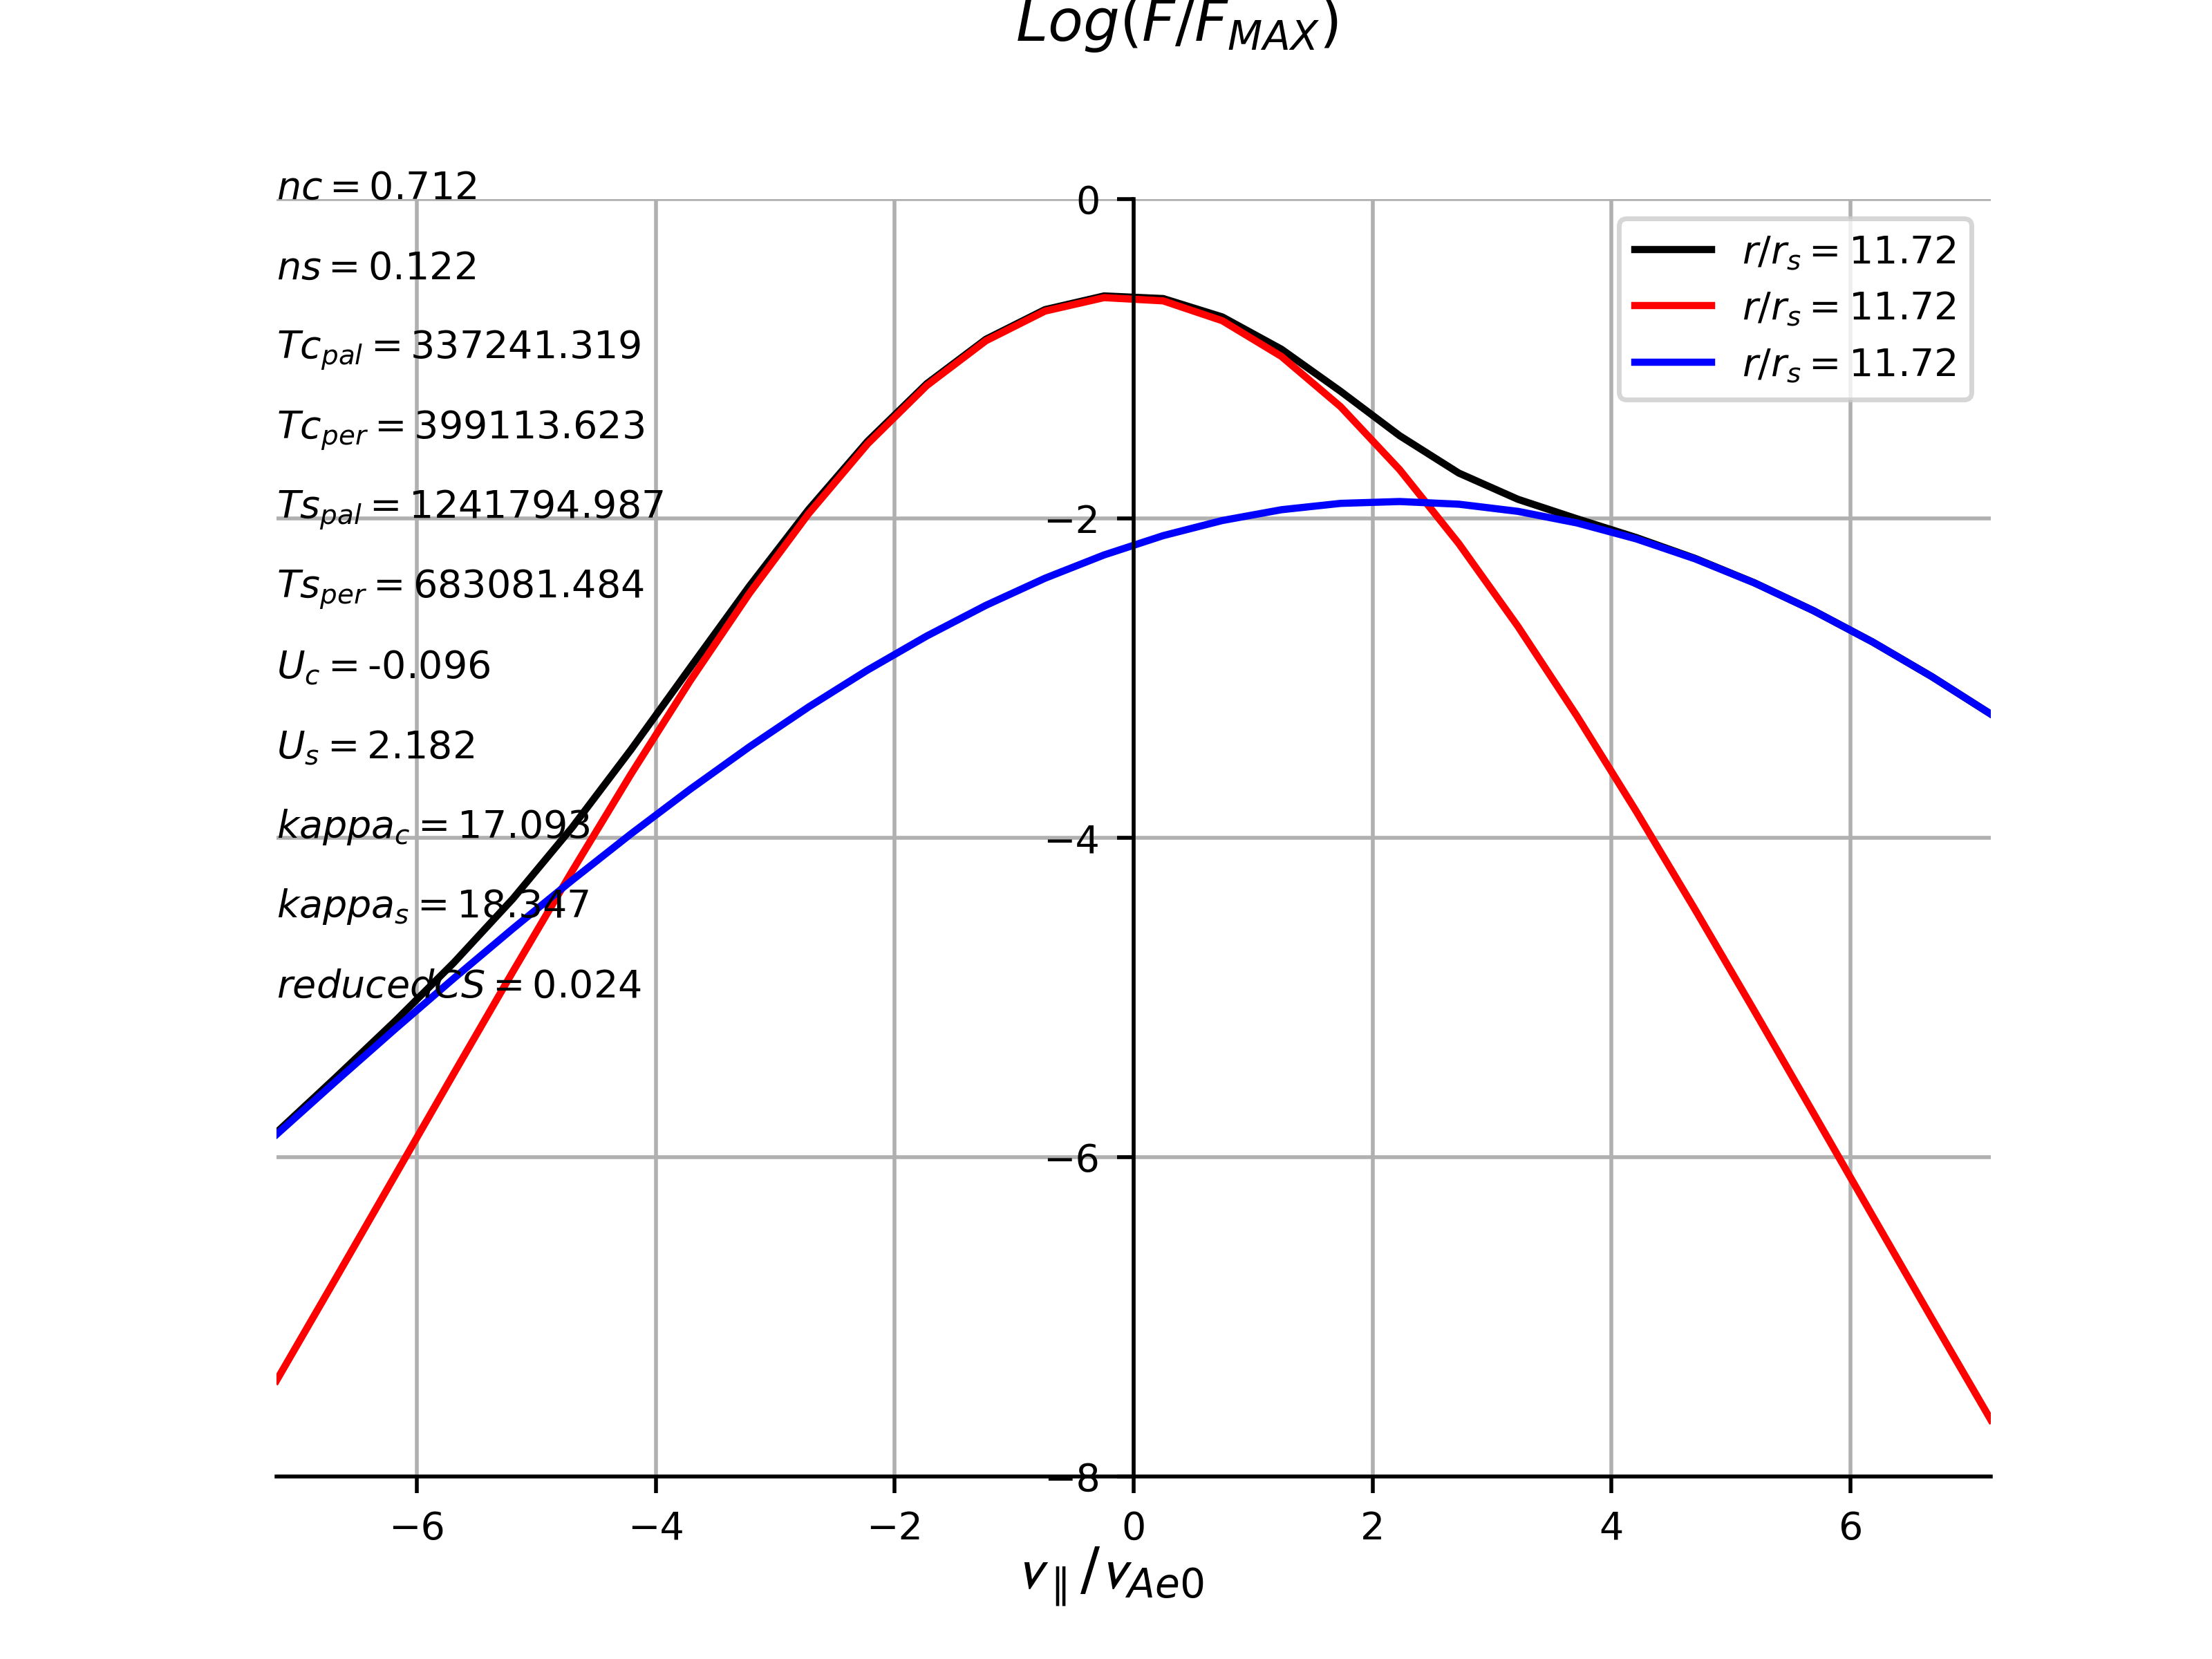 Log(F/F_MAX)
nc = 0.712
ns = 0.122
Tc_pal = 337241.319
Tc_per = 399113.623
Ts_pal = 1241794.987
Ts_per = 683081.484
U_c = -0.096
U_s = 2.182
kappa_c = 17.093
kappa_s = 18.347
reducedCS = 0.024
0
−2
−4
−6
−8
r/r_s = 11.72
r/r_s = 11.72
r/r_s = 11.72
−6 −4 −2 0 2 4 6
v_∥/v_Ae0